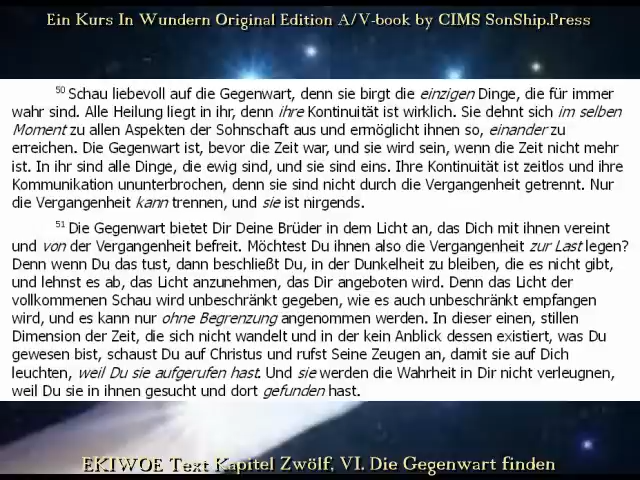 Ein Kurs In Wundern Original Edition A/V-book by CIMS SonShip.Press
50 Schau liebevoll auf die Gegenwart, denn sie birgt die einzigen Dinge, die für immer
wahr sind. Alle Heilung liegt in ihr, denn ihre Kontinuität ist wirklich. Sie dehnt sich im selben
Moment zu allen Aspekten der Sohnschaft aus und ermöglicht ihnen so, einander zu
erreichen. Die Gegenwart ist, bevor die Zeit war, und sie wird sein, wenn die Zeit nicht mehr
ist. In ihr sind alle Dinge, die ewig sind, und sie sind eins. Ihre Kontinuität ist zeitlos und ihre
Kommunikation ununterbrochen, denn sie sind nicht durch die Vergangenheit getrennt. Nur
die Vergangenheit kann trennen, und sie ist nirgends.
51 Die Gegenwart bietet Dir Deine Brüder in dem Licht an, das Dich mit ihnen vereint
und von der Vergangenheit befreit. Möchtest Du ihnen also die Vergangenheit zur Last legen?
Denn wenn Du das tust, dann beschließt Du, in der Dunkelheit zu bleiben, die es nicht gibt,
und lehnst es ab, das Licht anzunehmen, das Dir angeboten wird. Denn das Licht der
vollkommenen Schau wird unbeschränkt gegeben, wie es auch unbeschränkt empfangen
wird, und es kann nur ohne Begrenzung angenommen werden. In dieser einen, stillen
Dimension der Zeit, die sich nicht wandelt und in der kein Anblick dessen existiert, was Du
gewesen bist, schaust Du auf Christus und rufst Seine Zeugen an, damit sie auf Dich
leuchten, weil Du sie aufgerufen hast. Und sie werden die Wahrheit in Dir nicht verleugnen,
weil Du sie in ihnen gesucht und dort gefunden hast.
EKIWOE Text Kapitel Zwölf, VI. Die Gegenwart finden